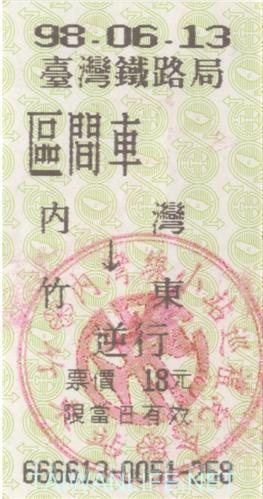 98-06-13
臺灣鐵路局
區間車
內灣
↓
竹東
逆行
票價 18元
限當日有效
666613-0051-358